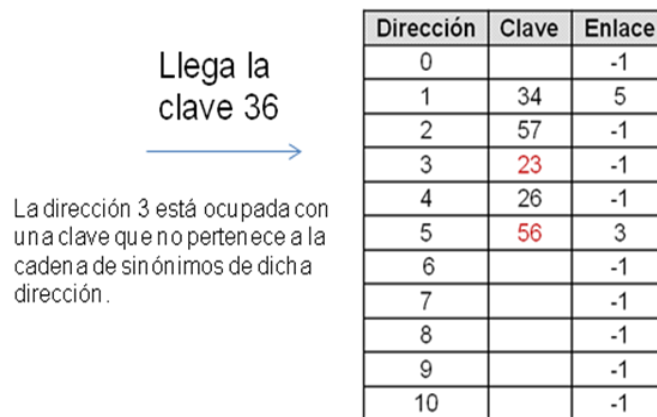 Llega la
clave 36
La dirección 3 está ocupada con
una clave que no pertenece a la
cadena de sinónimos de dicha
dirección.
Dirección Clave Enlace
0 -1
1 34 5
2 57 -1
3 23 -1
4 26 -1
5 56 3
6 -1
7 -1
8 -1
9 -1
10 -1